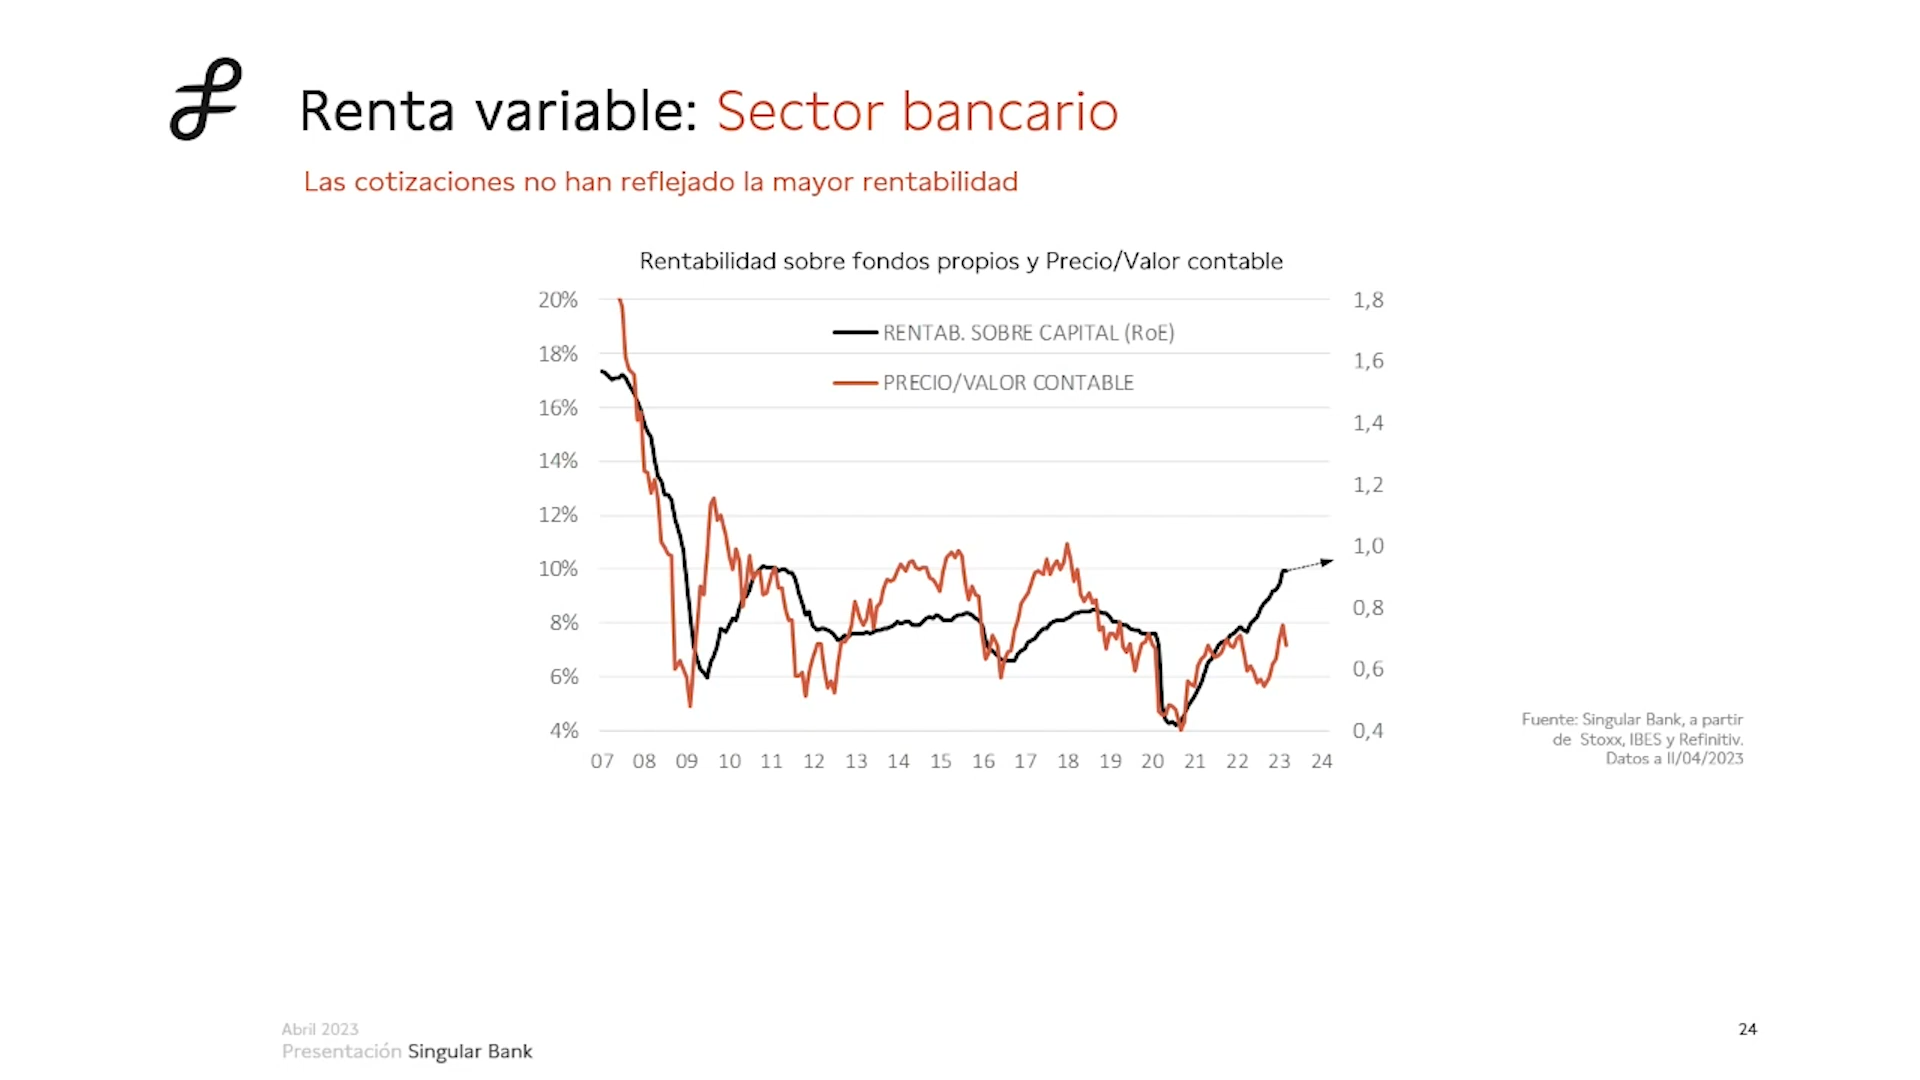 Renta variable: Sector bancario
Las cotizaciones no han reflejado la mayor rentabilidad
Rentabilidad sobre fondos propios y Precio/Valor contable
20%
18%
16%
14%
12%
10%
8%
6%
4%
RENTAB. SOBRE CAPITAL (RoE)
PRECIO/VALOR CONTABLE
1,8
1,6
1,4
1,2
1,0
0,8
0,6
0,4
07 08 09 10 11 12 13 14 15 16 17 18 19 20 21 22 23 24
Fuente: Singular Bank, a partir
de Stoxx, IBES y Refinitiv.
Datos a 11/04/2023
Abril 2023
Presentación Singular Bank
24